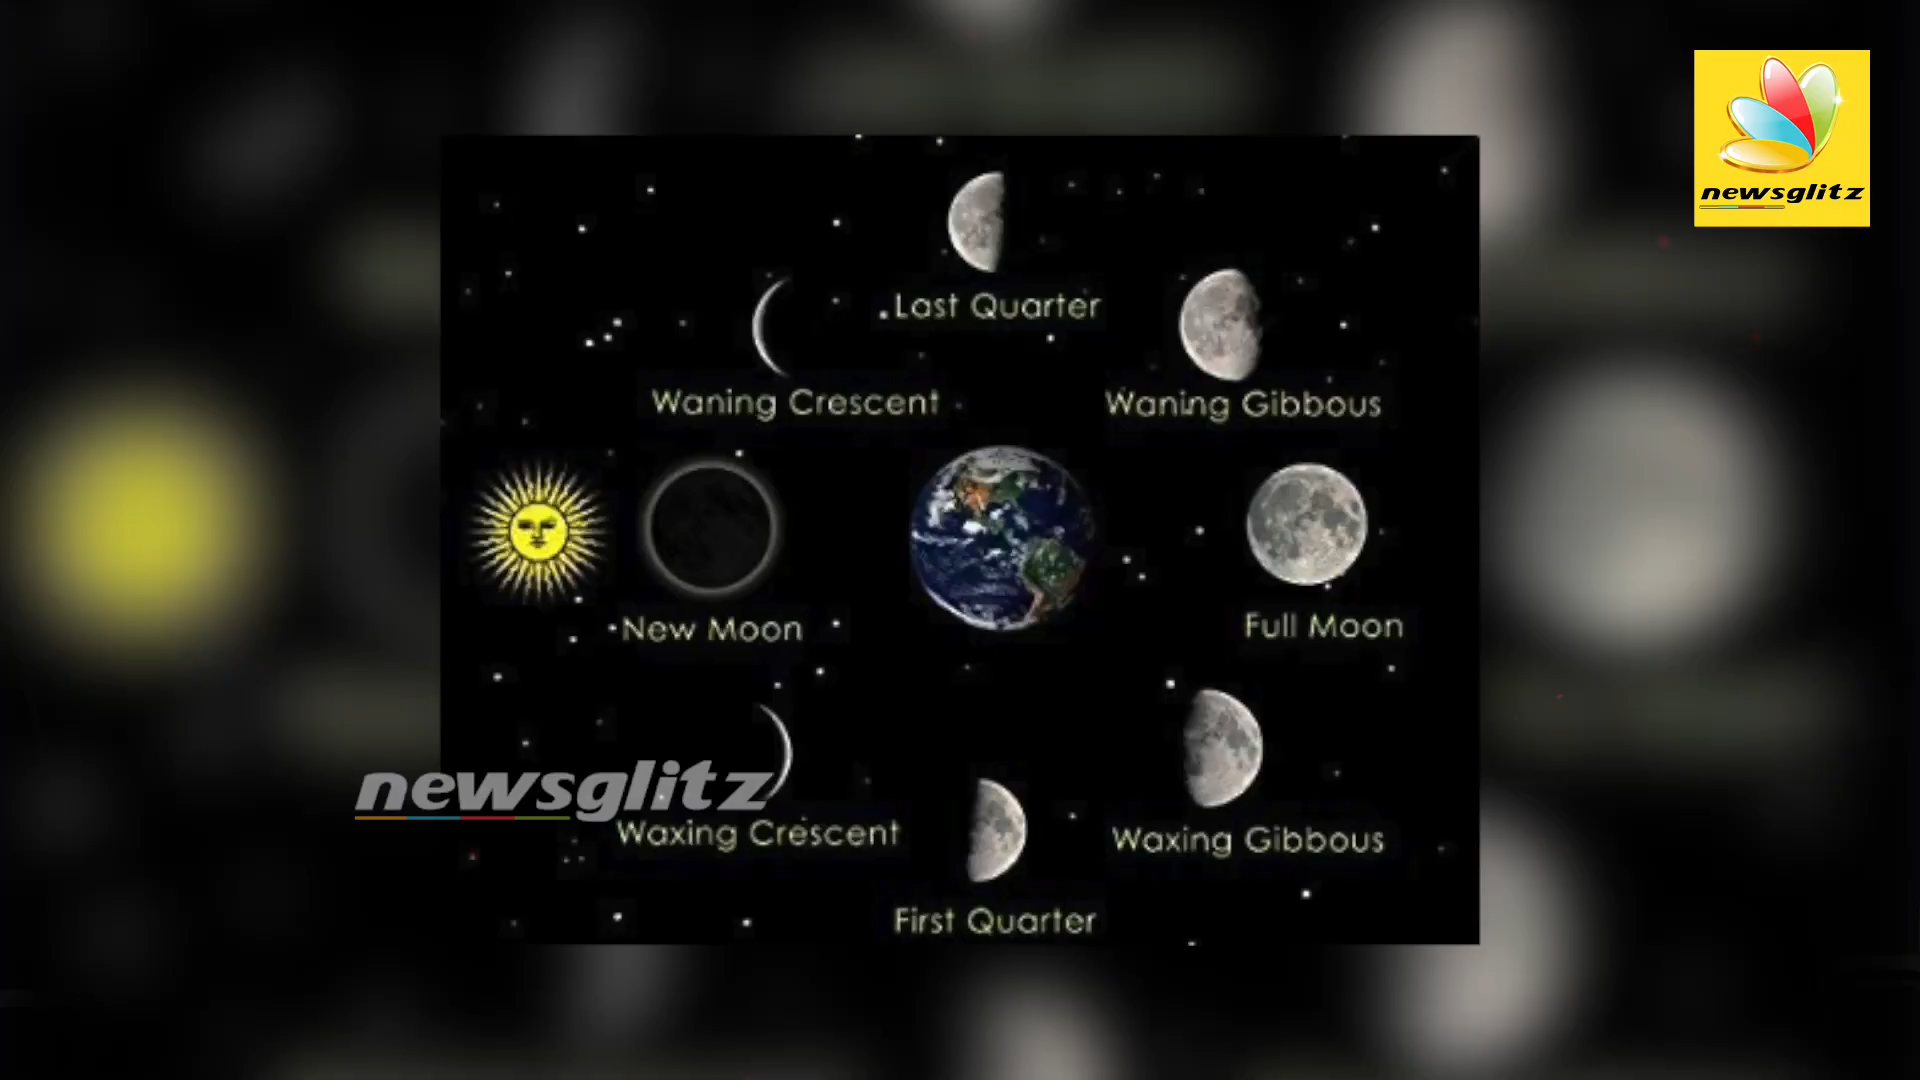 newsglitz
Last Quarter
Waning Crescent
Waning Gibbous
New Moon
Full Moon
newsglitz
Waxing Crescent
Waxing Gibbous
First Quarter